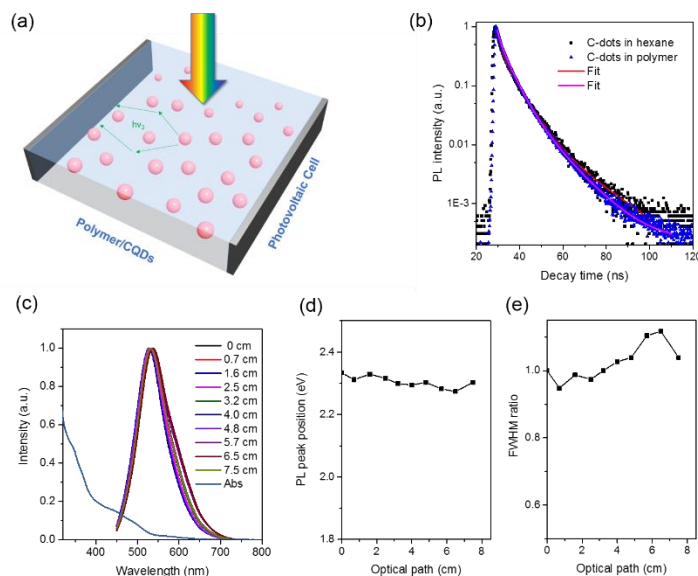 (a)
hν₂
Polymer/CQDs
Photovoltaic Cell
(b)
PL intensity (a.u.)
1
0.1
0.01
1E-3
C-dots in hexane
C-dots in polymer
Fit
Fit
20 40 60 80 100 120
Decay time (ns)
(c)
Intensity (a.u.)
1.0
0.8
0.6
0.4
0.2
0.0
0 cm
0.7 cm
1.6 cm
2.5 cm
3.2 cm
4.0 cm
4.8 cm
5.7 cm
6.5 cm
7.5 cm
Abs
400 500 600 700 800
Wavelength (nm)
(d)
PL peak position (eV)
2.4
2.2
2.0
1.8
0 2 4 6 8
Optical path (cm)
(e)
FWHM ratio
1.2
1.0
0.8
0.6
0 2 4 6 8
Optical path (cm)